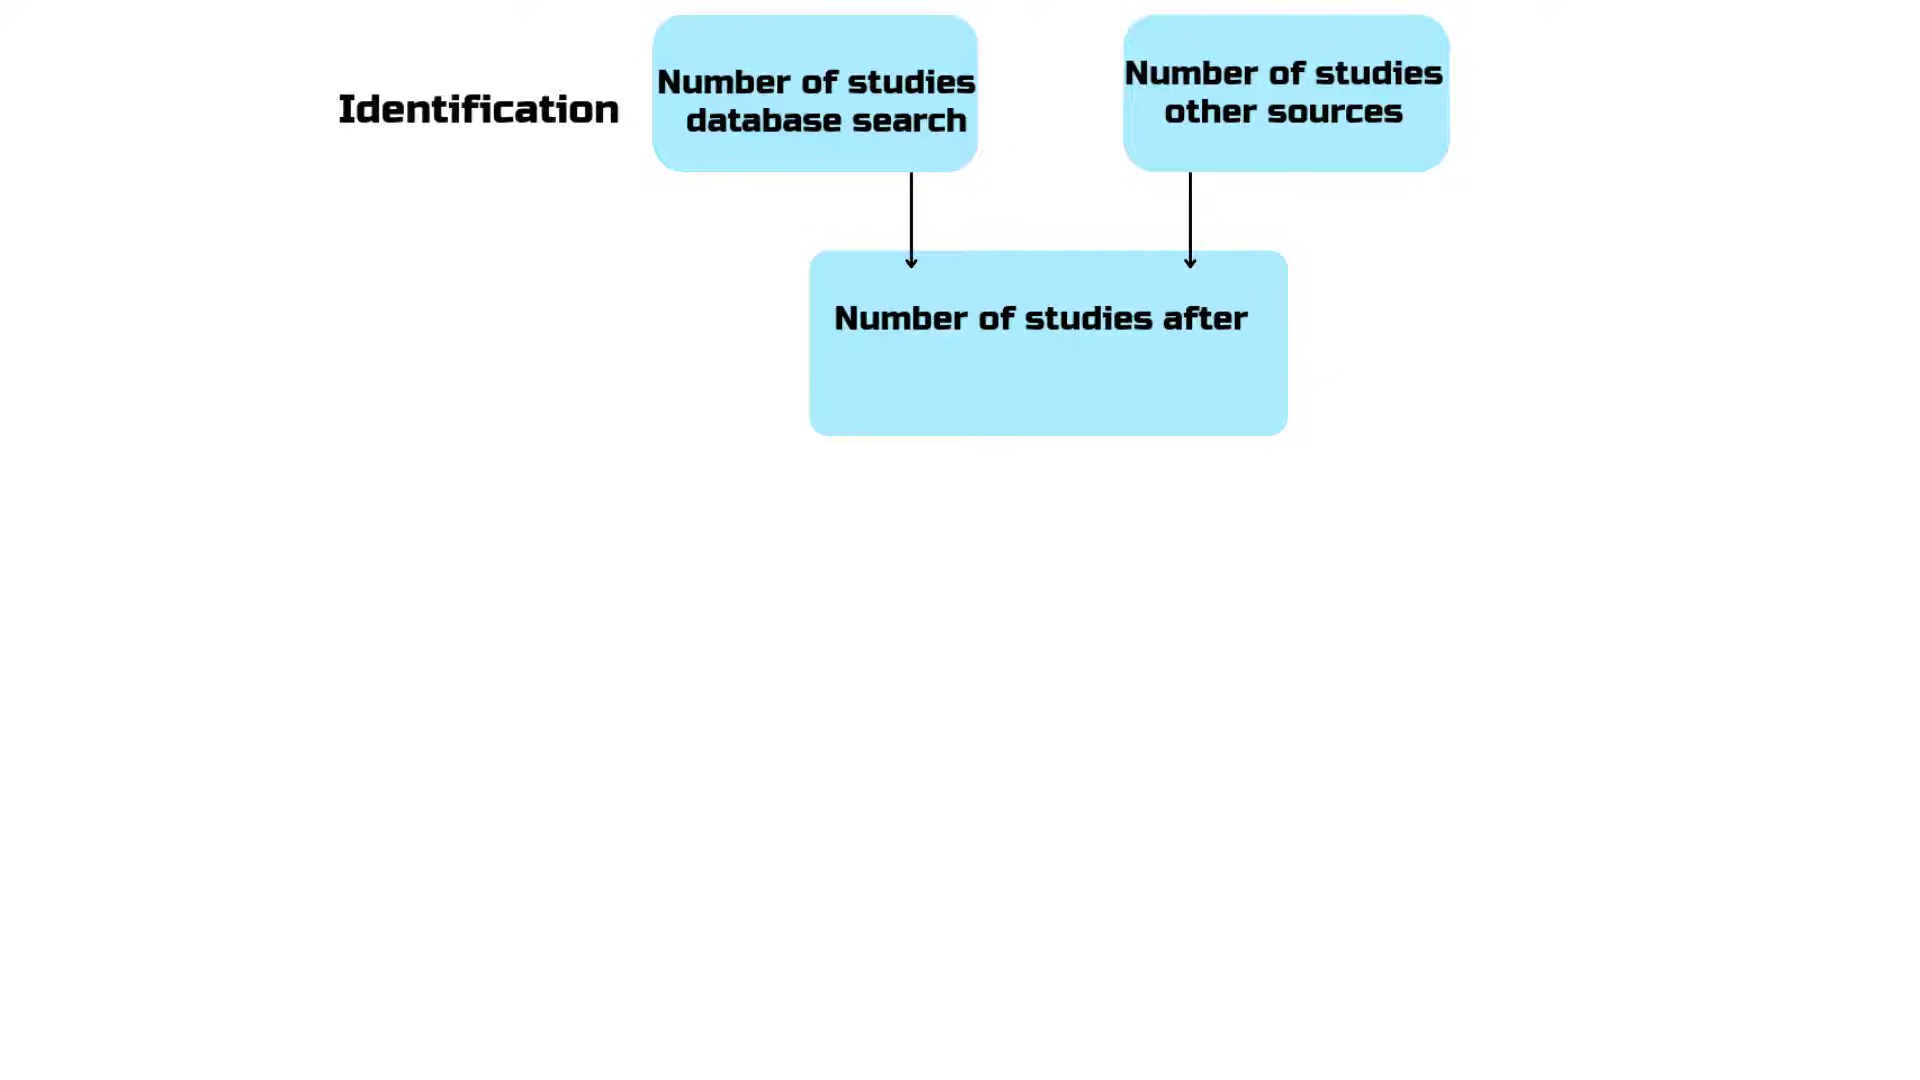 Identification
Number of studies
database search
Number of studies
other sources
Number of studies after